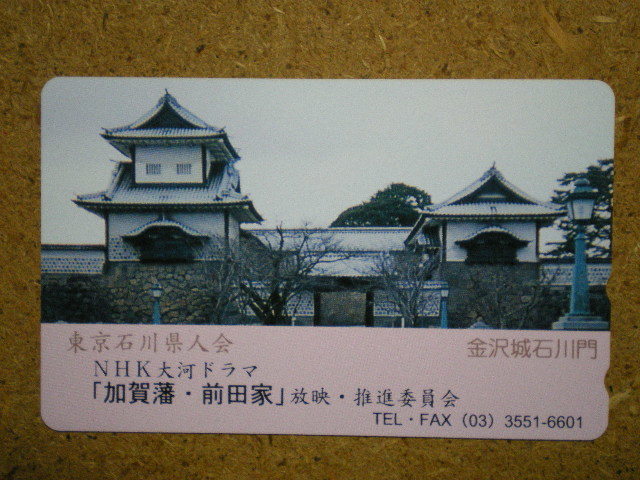 東京石川県人会
金沢城石川門
NHK大河ドラマ
「加賀藩・前田家」放映・推進委員会
TEL・FAX (03) 3551-6601